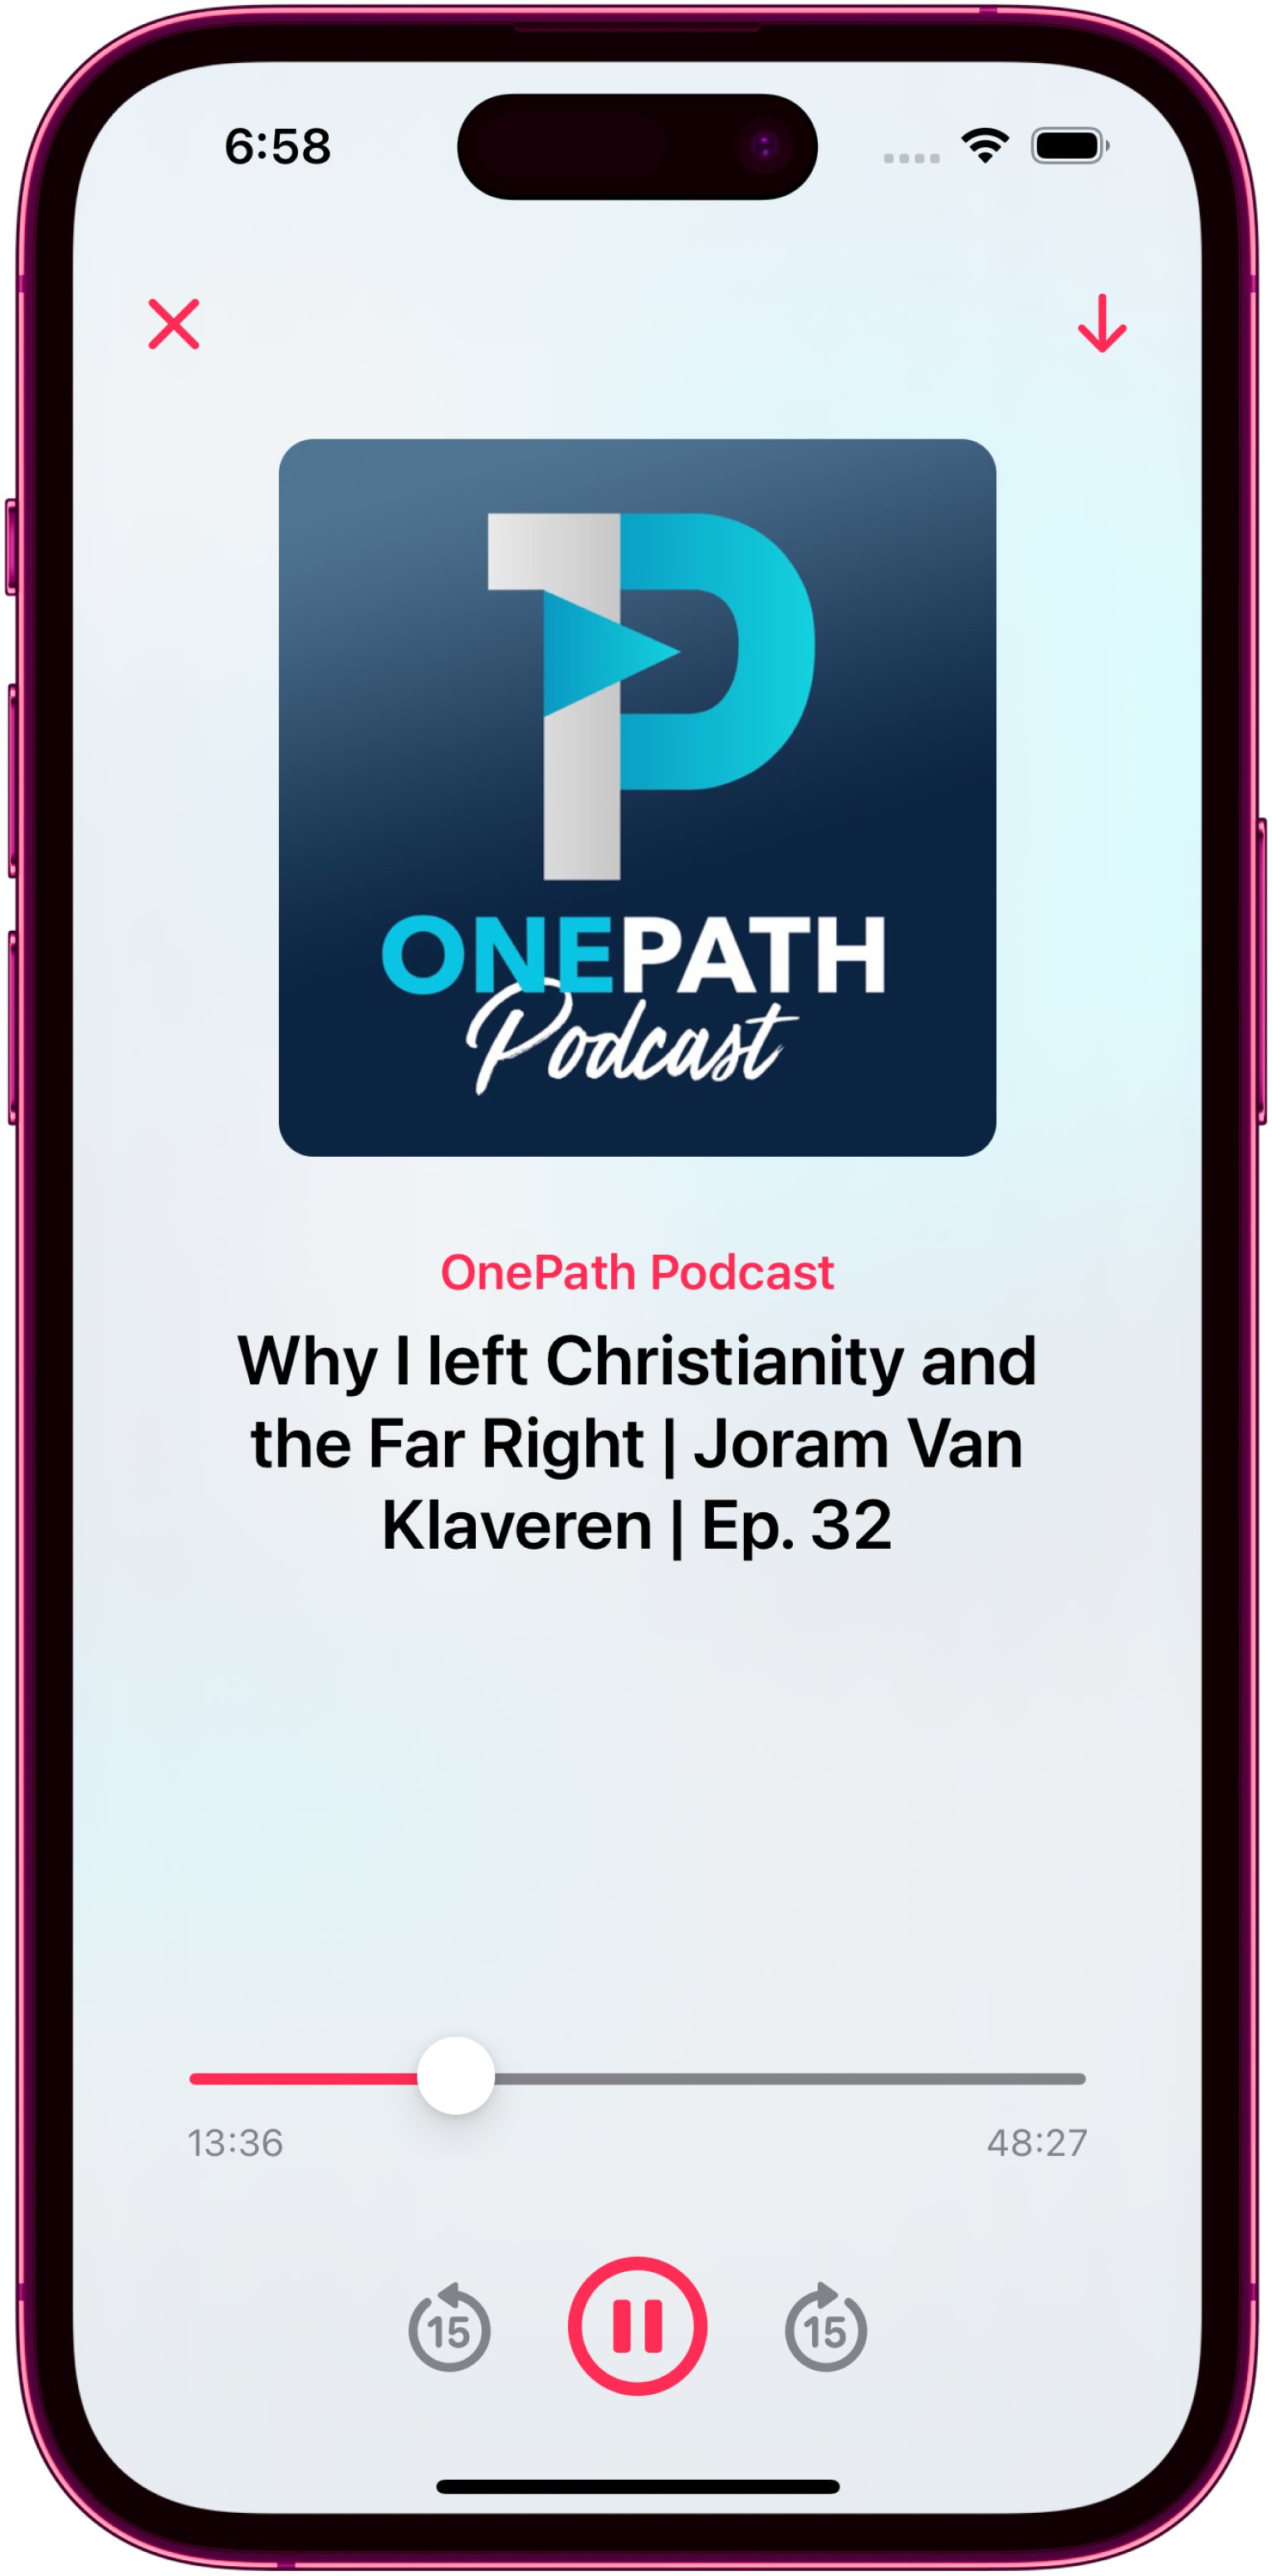 6:58
ONEPATH
Podcast
OnePath Podcast
Why I left Christianity and
the Far Right | Joram Van
Klaveren | Ep. 32
13:36
48:27
15
15